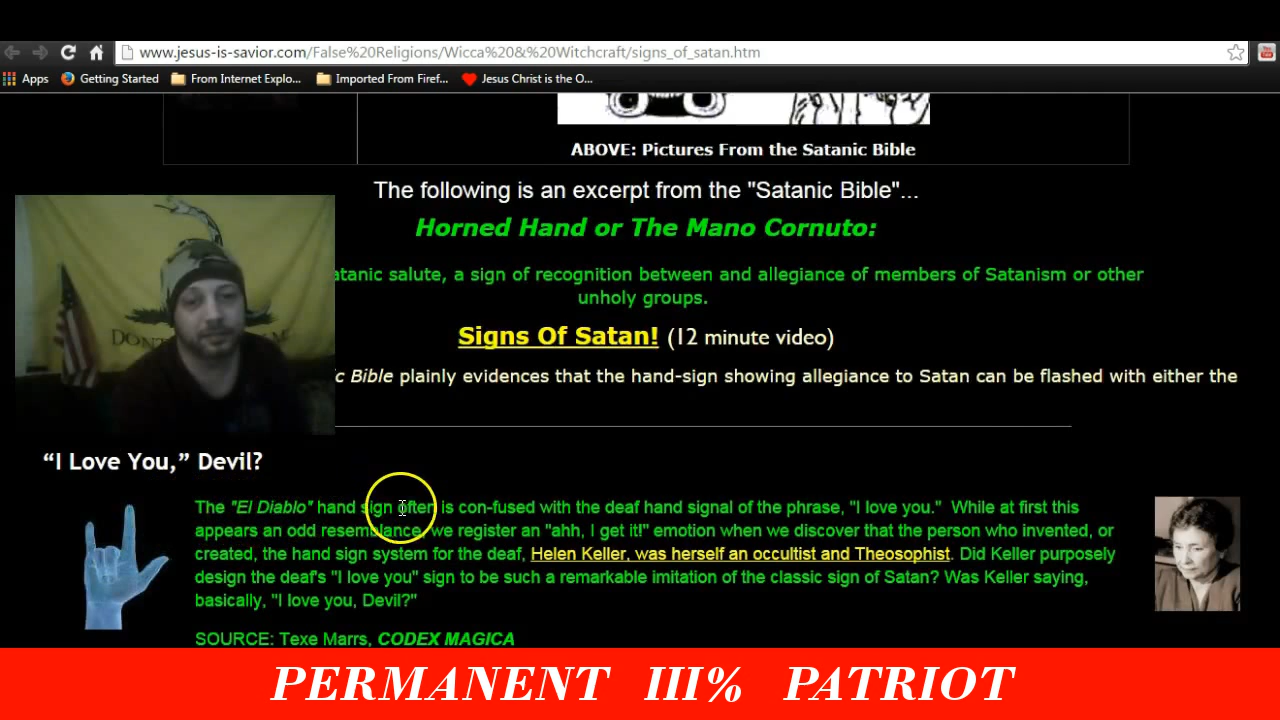 www.jesus-is-savior.com/False%20Religions/Wicca%20&%20Witchcraft/signs_of_satan.htm
Apps Getting Started From Internet Explo... Imported From Firef... Jesus Christ is the O...
ABOVE: Pictures From the Satanic Bible
The following is an excerpt from the "Satanic Bible"...
Horned Hand or The Mano Cornuto:
atanic salute, a sign of recognition between and allegiance of members of Satanism or other
unholy groups.
DON'T
Signs Of Satan! (12 minute video)
ic Bible plainly evidences that the hand-sign showing allegiance to Satan can be flashed with either the
“I Love You,” Devil?
The "El Diablo" hand sign often is con-fused with the deaf hand signal of the phrase, "I love you." While at first this
appears an odd resemblance, we register an "ahh, I get it!" emotion when we discover that the person who invented, or
created, the hand sign system for the deaf, Helen Keller, was herself an occultist and Theosophist. Did Keller purposely
design the deaf's "I love you" sign to be such a remarkable imitation of the classic sign of Satan? Was Keller saying,
basically, "I love you, Devil?"
SOURCE: Texe Marrs, CODEX MAGICA
PERMANENT III% PATRIOT